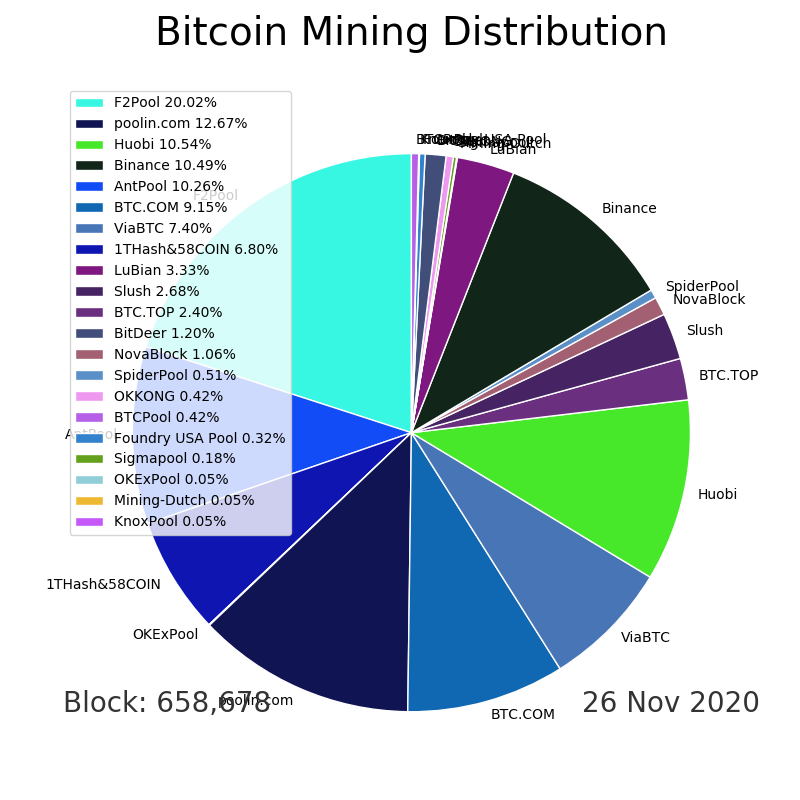 Bitcoin Mining Distribution
F2Pool 20.02%
poolin.com 12.67%
Huobi 10.54%
Binance 10.49%
AntPool 10.26%
BTC.COM 9.15%
ViaBTC 7.40%
1THash&58COIN 6.80%
LuBian 3.33%
Slush 2.68%
BTC.TOP 2.40%
BitDeer 1.20%
NovaBlock 1.06%
SpiderPool 0.51%
OKKONG 0.42%
BTCPool 0.42%
Foundry USA Pool 0.32%
Sigmapool 0.18%
OKExPool 0.05%
Mining-Dutch 0.05%
KnoxPool 0.05%
F2Pool
AntPool
1THash&58COIN
OKExPool
poolin.com
BTC.COM
ViaBTC
Huobi
BTC.TOP
Slush
NovaBlock
SpiderPool
Binance
LuBian
Block: 658,678
26 Nov 2020